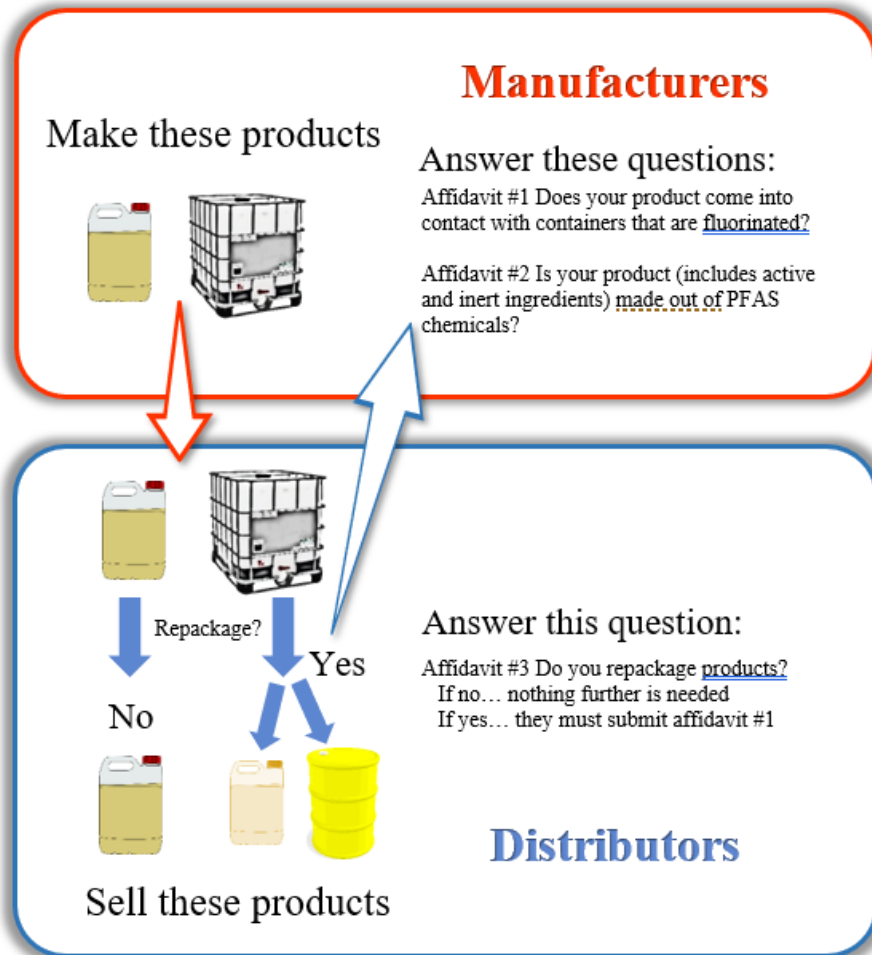 Manufacturers
Make these products
Answer these questions:
Affidavit #1 Does your product come into
contact with containers that are fluorinated?
Affidavit #2 Is your product (includes active
and inert ingredients) made out of PFAS
chemicals?
Repackage?
Yes
No
Answer this question:
Affidavit #3 Do you repackage products?
If no… nothing further is needed
If yes… they must submit affidavit #1
Distributors
Sell these products